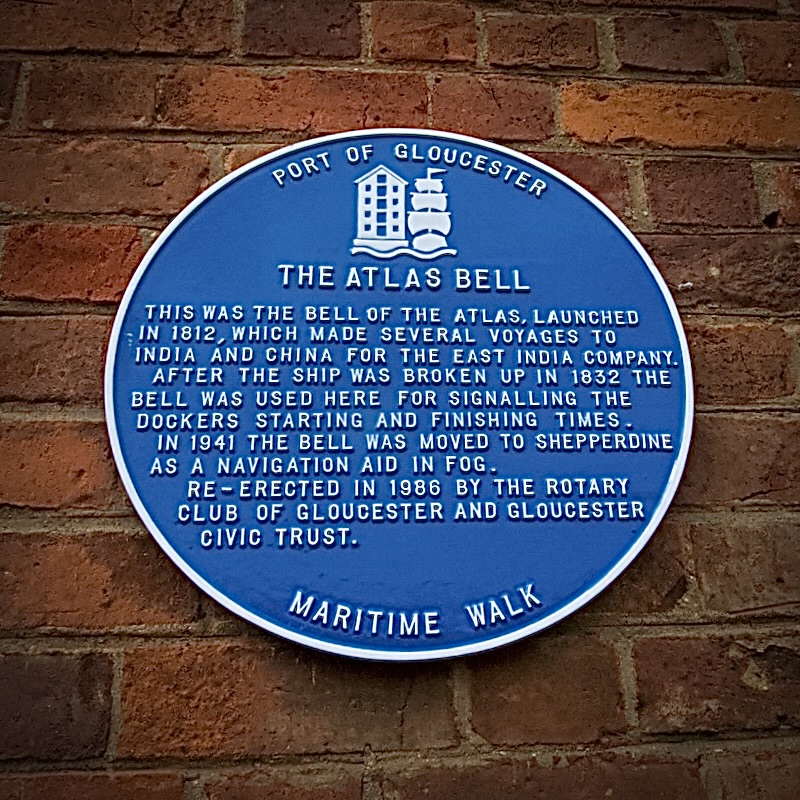 PORT OF GLOUCESTER
THE ATLAS BELL
THIS WAS THE BELL OF THE ATLAS, LAUNCHED
IN 1812, WHICH MADE SEVERAL VOYAGES TO
INDIA AND CHINA FOR THE EAST INDIA COMPANY.
AFTER THE SHIP WAS BROKEN UP IN 1832 THE
BELL WAS USED HERE FOR SIGNALLING THE
DOCKERS STARTING AND FINISHING TIMES.
IN 1941 THE BELL WAS MOVED TO SHEPPERDINE
AS A NAVIGATION AID IN FOG.
RE-ERECTED IN 1986 BY THE ROTARY
CLUB OF GLOUCESTER AND GLOUCESTER
CIVIC TRUST.
MARITIME WALK